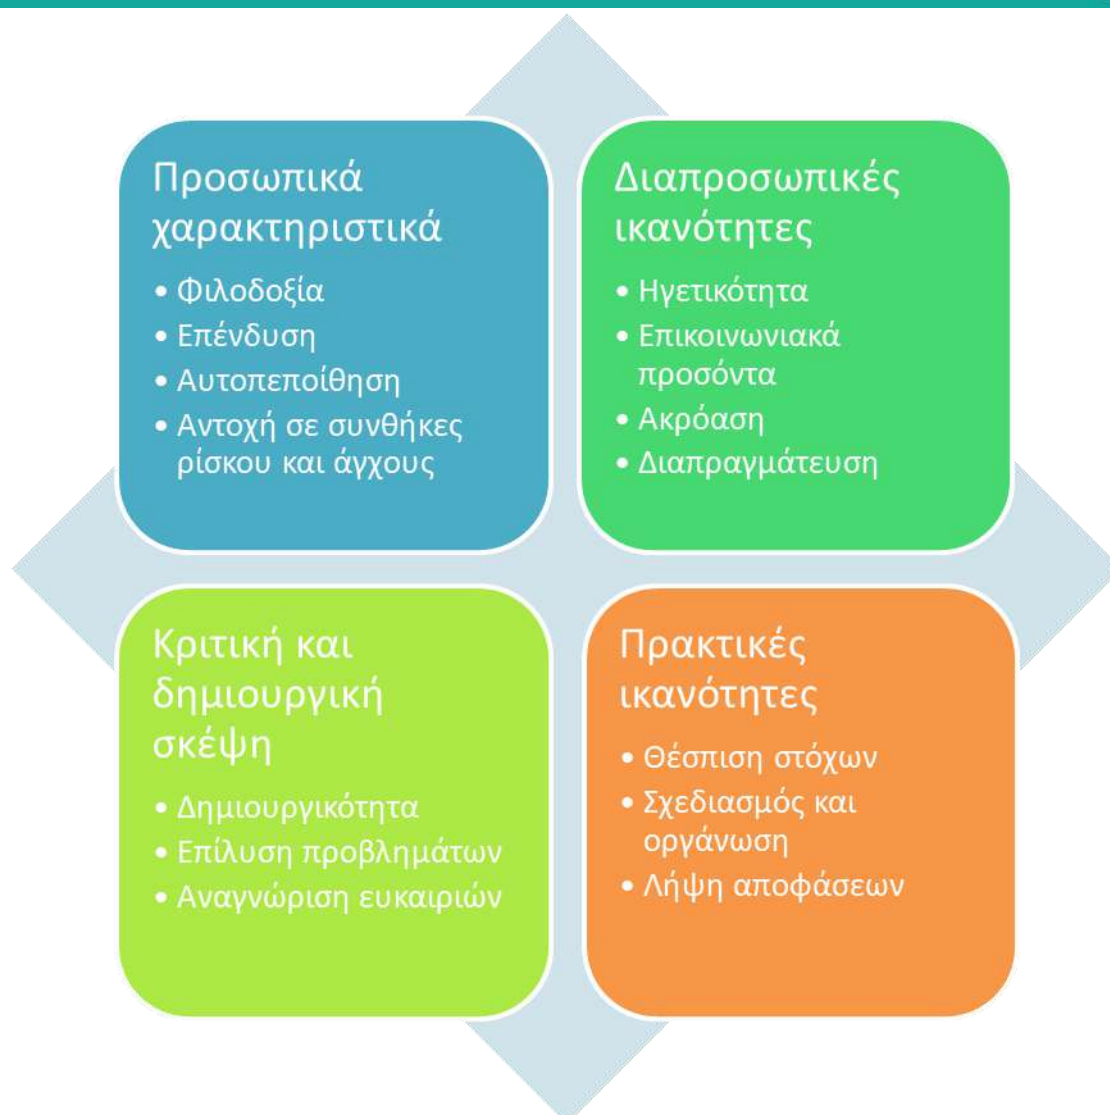 Προσωπικά
χαρακτηριστικά
• Φιλοδοξία
• Επένδυση
• Αυτοπεποίθηση
• Αντοχή σε συνθήκες
ρίσκου και άγχους
Διαπροσωπικές
ικανότητες
• Ηγετικότητα
• Επικοινωνιακά
προσόντα
• Ακρόαση
• Διαπραγμάτευση
Κριτική και
δημιουργική
σκέψη
• Δημιουργικότητα
• Επίλυση προβλημάτων
• Αναγνώριση ευκαιριών
Πρακτικές
ικανότητες
• Θέσπιση στόχων
• Σχεδιασμός και
οργάνωση
• Λήψη αποφάσεων